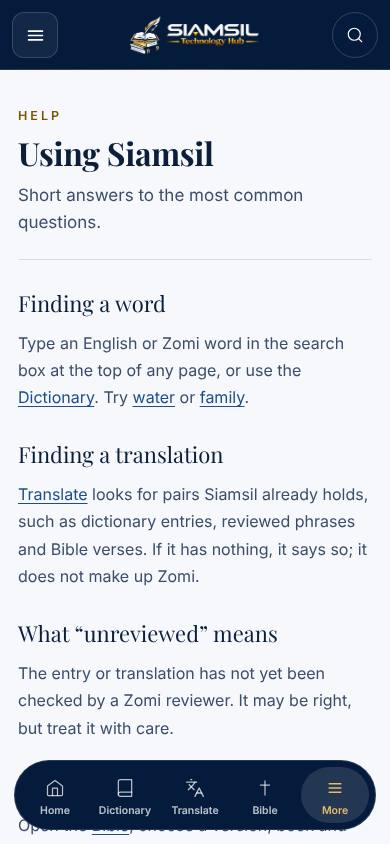 SIAMSIL
Technology Hub
HELP
Using Siamsil
Short answers to the most common
questions.
Finding a word
Type an English or Zomi word in the search
box at the top of any page, or use the
Dictionary. Try water or family.
Finding a translation
Translate looks for pairs Siamsil already holds,
such as dictionary entries, reviewed phrases
and Bible verses. If it has nothing, it says so; it
does not make up Zomi.
What “unreviewed” means
The entry or translation has not yet been
checked by a Zomi reviewer. It may be right,
but treat it with care.
Home
Dictionary
Translate
Bible
More